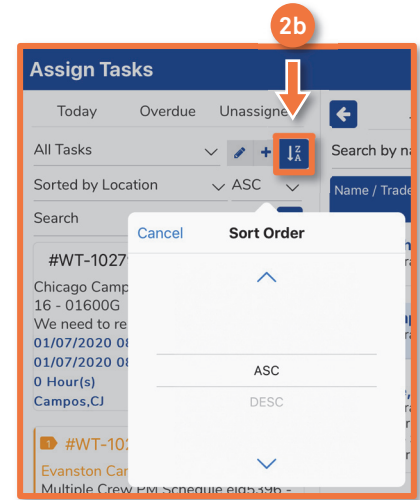 2b
Assign Tasks
Today Overdue Unassigne
All Tasks
Search by na
Sorted by Location ASC
Name / Trade
Search
Cancel Sort Order
#WT-1027
Chicago Camp
16 - 01600G
We need to re
01/07/2020 08
01/07/2020 08
0 Hour(s)
Campos,CJ
ASC
DESC
1 #WT-102
Evanston Car
Multiple Crew PM Schedule eid5396 -